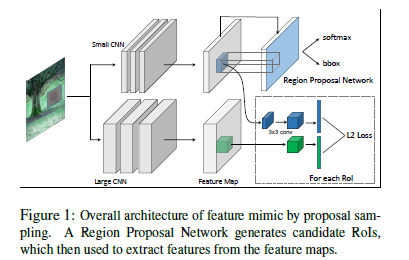 Small CNN
softmax
bbox
Region Proposal Network
3x3 conv
L2 Loss
Large CNN
Feature Map
For each RoI
Figure 1: Overall architecture of feature mimic by proposal sam-
pling. A Region Proposal Network generates candidate RoIs,
which then used to extract features from the feature maps.